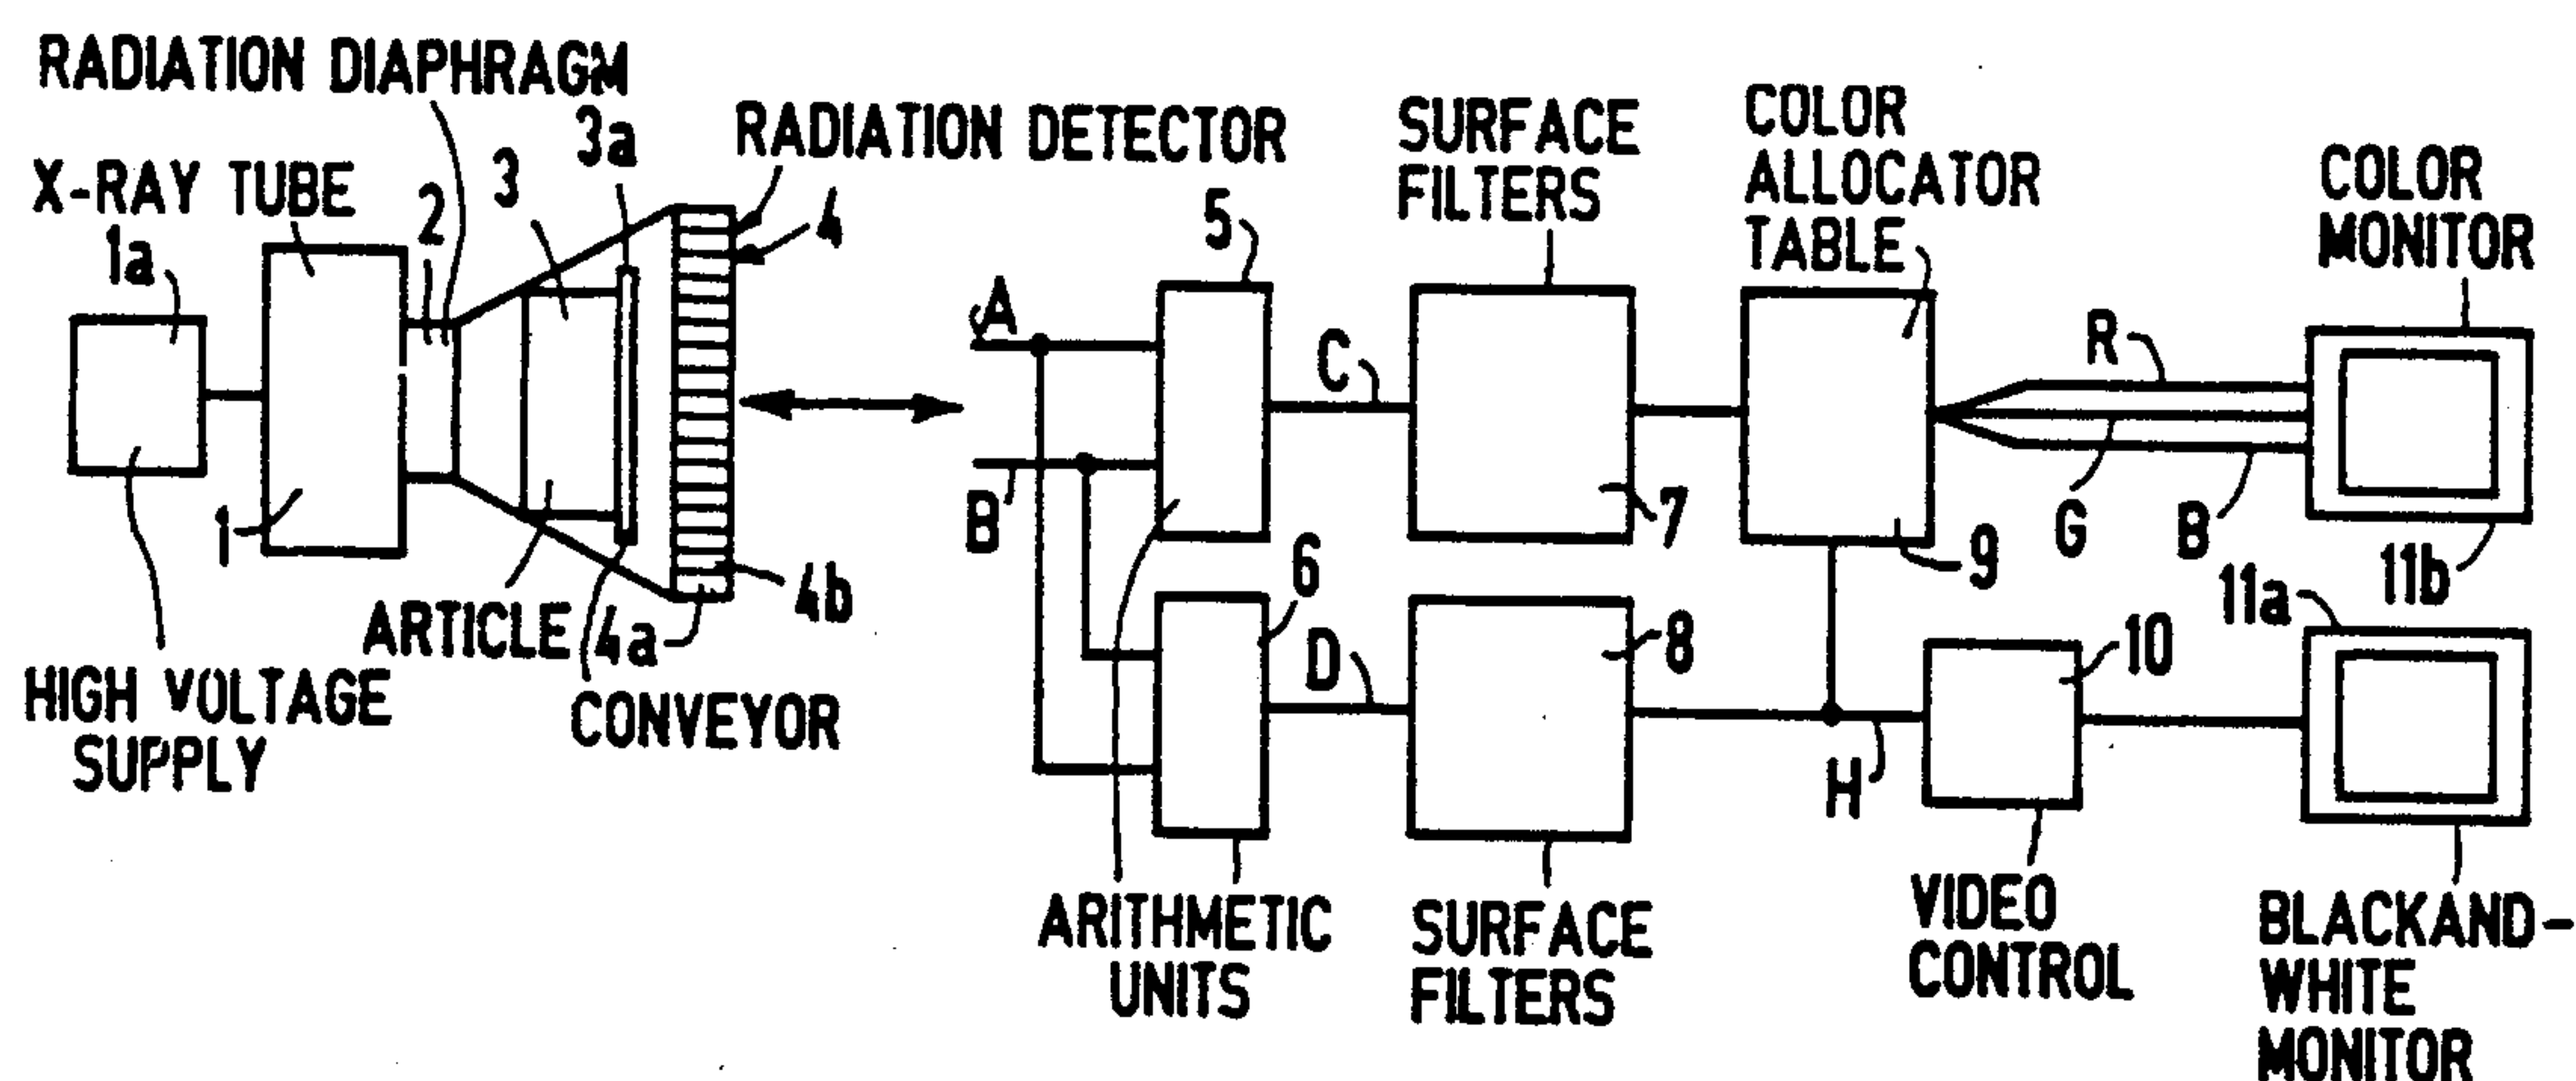 RADIATION DIAPHRAGM
X-RAY TUBE
1a
2
3
3a
RADIATION DETECTOR
4
1
HIGH VOLTAGE
SUPPLY
ARTICLE
4a
4b
CONVEYOR
A
B
5
6
ARITHMETIC
UNITS
C
D
SURFACE
FILTERS
7
8
SURFACE
FILTERS
COLOR
ALLOCATOR
TABLE
9
H
10
VIDEO
CONTROL
R
G
B
COLOR
MONITOR
11b
11a
BLACKAND-
WHITE
MONITOR